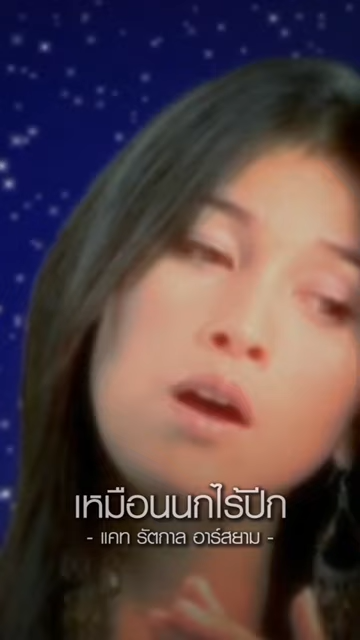 เหมือนนกไร้ปีก
- แคท รัตกาล อาร์สยาม -